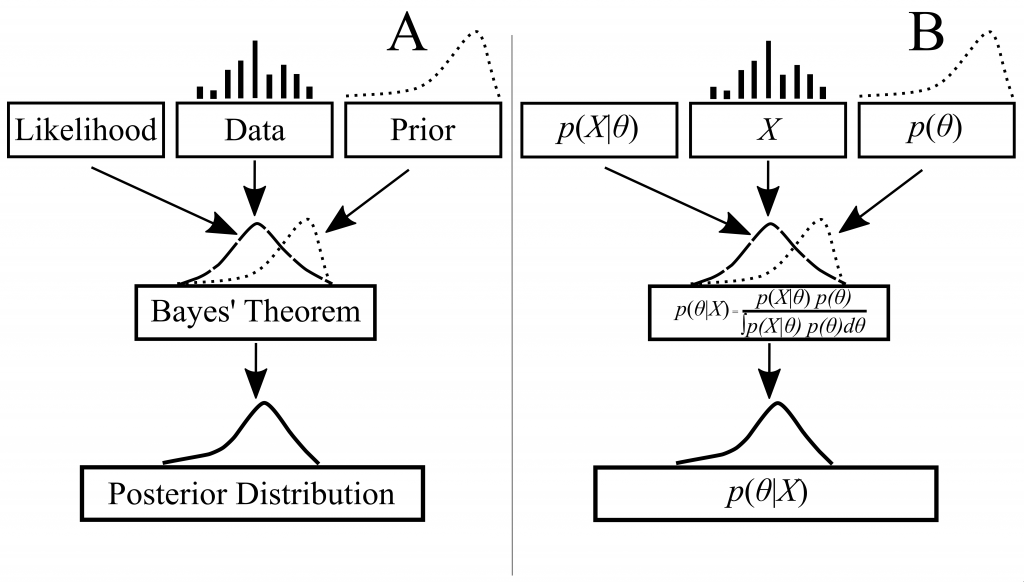 A
Likelihood
Data
Prior
Bayes' Theorem
Posterior Distribution
B
p(X|θ)
X
p(θ)
p(θ|X) = p(X|θ) p(θ)
∫p(X|θ) p(θ)dθ
p(θ|X)